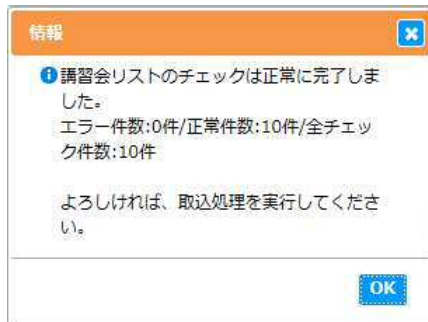 情報
講習会リストのチェックは正常に完了しま
した。
エラー件数:0件/正常件数:10件/全チェッ
ク件数:10件
よろしければ、取込処理を実行してくださ
い。
OK